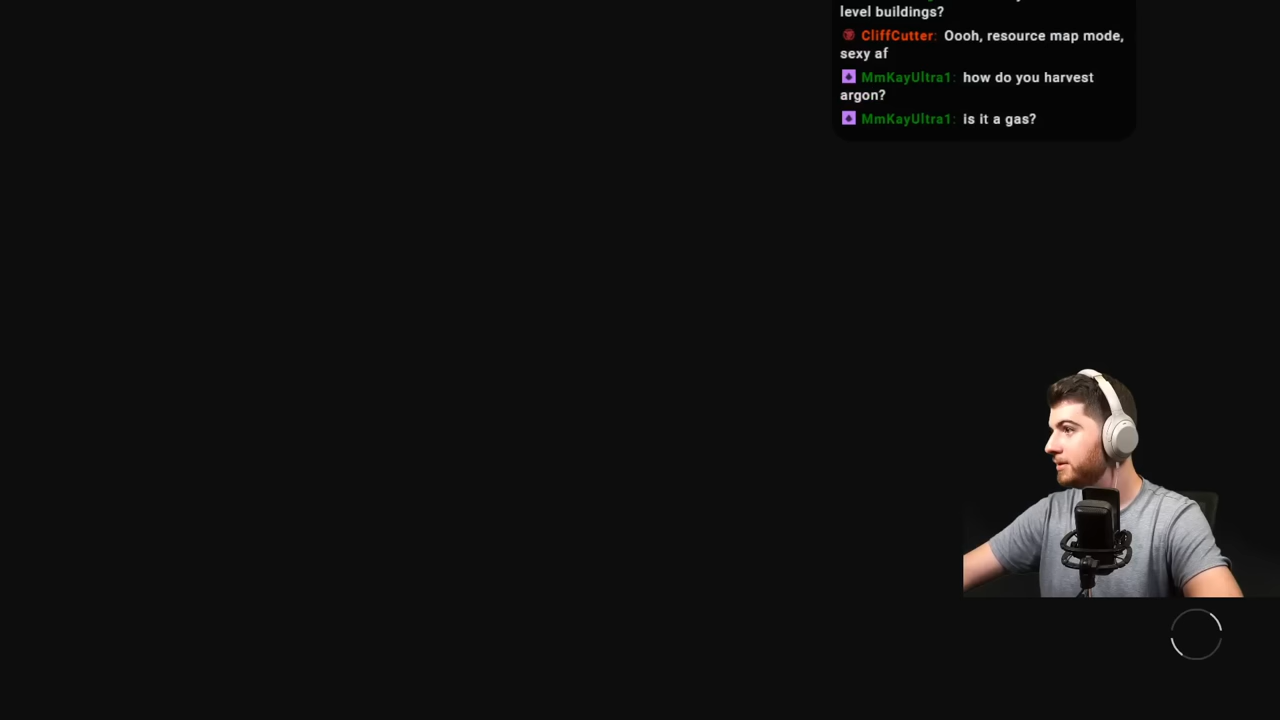 level buildings?
CliffCutter: Oooh, resource map mode,
sexy af
MmKayUltra1: how do you harvest
argon?
MmKayUltra1: is it a gas?